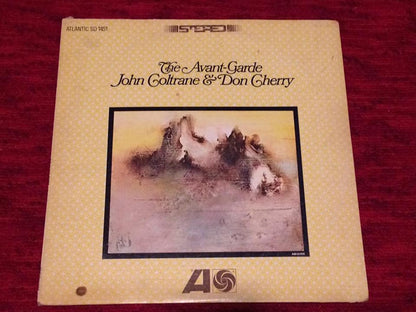 ATLANTIC SD 1451
STEREO
The Avant-Garde
John Coltrane & Don Cherry
A